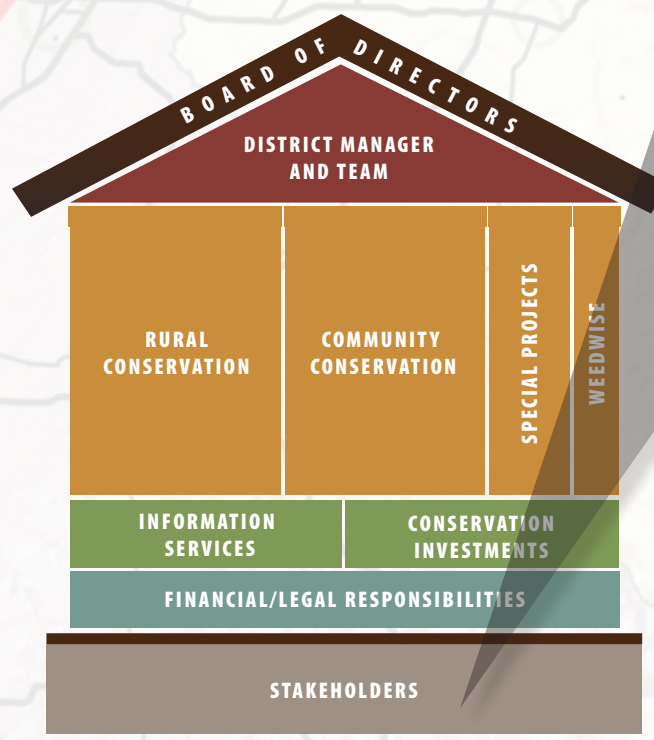 BOARD OF DIRECTORS
DISTRICT MANAGER
AND TEAM
RURAL
CONSERVATION
COMMUNITY
CONSERVATION
SPECIAL PROJECTS
WEEDWISE
INFORMATION
SERVICES
CONSERVATION
INVESTMENTS
FINANCIAL/LEGAL RESPONSIBILITIES
STAKEHOLDERS